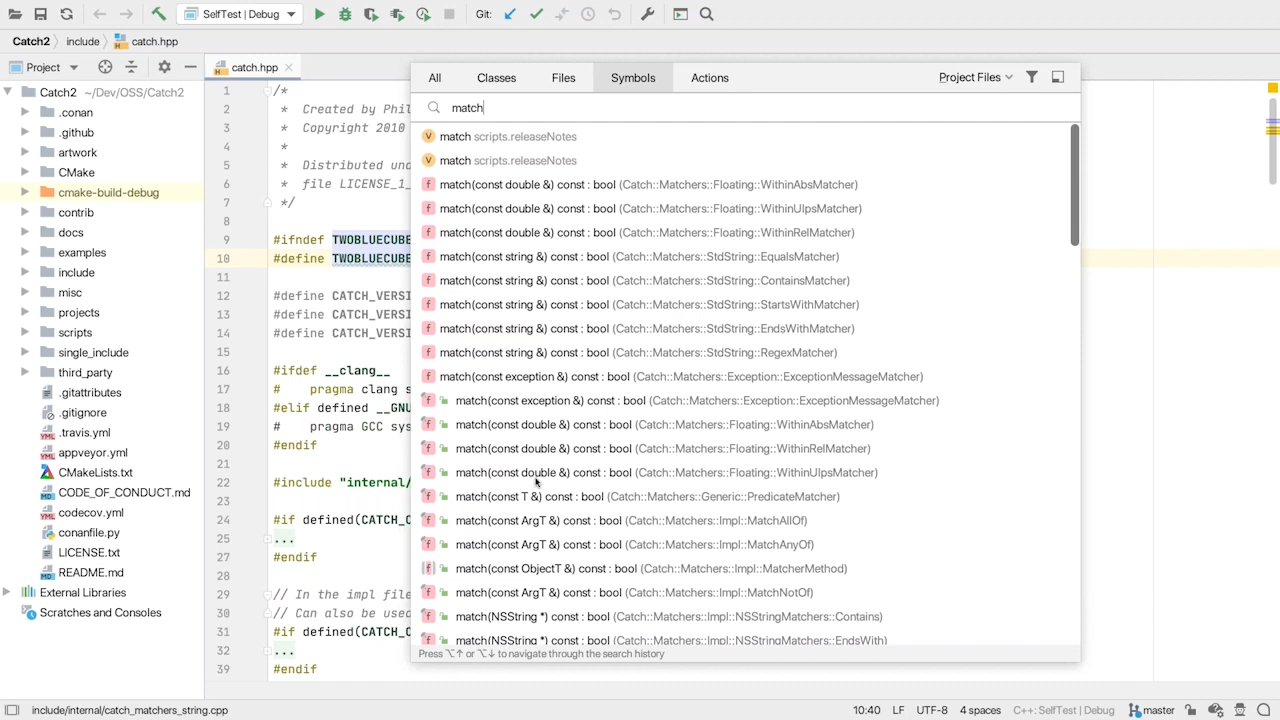 SelfTest | Debug
Git:
Catch2
include
catch.hpp
Project
catch.hpp
Catch2 ~/Dev/OSS/Catch2
.conan
.github
artwork
CMake
cmake-build-debug
contrib
docs
examples
include
misc
projects
scripts
single_include
third_party
.gitattributes
.gitignore
.travis.yml
appveyor.yml
CMakeLists.txt
CODE_OF_CONDUCT.md
codecov.yml
conanfile.py
LICENSE.txt
README.md
External Libraries
Scratches and Consoles
1 /*
2 * Created by Phil
3 * Copyright 2010
4 *
5 * Distributed und
6 * file LICENSE_1_
7 */
8
9 #ifndef TWOBLUECUBE
10 #define TWOBLUECUBE
11
12 #define CATCH_VERSI
13 #define CATCH_VERSI
14 #define CATCH_VERSI
15
16 #ifdef __clang__
17 # pragma clang s
18 #elif defined __GNU
19 # pragma GCC sys
20 #endif
21
22 #include "internal/
23
24 #if defined(CATCH_C
25 ...
27 #endif
28
29 // In the impl file
30 // Can also be used
31 #if defined(CATCH_C
32 ...
39 #endif
All Classes Files Symbols Actions Project Files
match
match scripts.releaseNotes
match scripts.releaseNotes
match(const double &) const : bool (Catch::Matchers::Floating::WithinAbsMatcher)
match(const double &) const : bool (Catch::Matchers::Floating::WithinUlpsMatcher)
match(const double &) const : bool (Catch::Matchers::Floating::WithinRelMatcher)
match(const string &) const : bool (Catch::Matchers::StdString::EqualsMatcher)
match(const string &) const : bool (Catch::Matchers::StdString::ContainsMatcher)
match(const string &) const : bool (Catch::Matchers::StdString::StartsWithMatcher)
match(const string &) const : bool (Catch::Matchers::StdString::EndsWithMatcher)
match(const string &) const : bool (Catch::Matchers::StdString::RegexMatcher)
match(const exception &) const : bool (Catch::Matchers::Exception::ExceptionMessageMatcher)
match(const exception &) const : bool (Catch::Matchers::Exception::ExceptionMessageMatcher)
match(const double &) const : bool (Catch::Matchers::Floating::WithinAbsMatcher)
match(const double &) const : bool (Catch::Matchers::Floating::WithinRelMatcher)
match(const double &) const : bool (Catch::Matchers::Floating::WithinUlpsMatcher)
match(const T &) const : bool (Catch::Matchers::Generic::PredicateMatcher)
match(const ArgT &) const : bool (Catch::Matchers::Impl::MatchAllOf)
match(const ArgT &) const : bool (Catch::Matchers::Impl::MatchAnyOf)
match(const ObjectT &) const : bool (Catch::Matchers::Impl::MatcherMethod)
match(const ArgT &) const : bool (Catch::Matchers::Impl::MatchNotOf)
match(NSString *) const : bool (Catch::Matchers::Impl::NSStringMatchers::Contains)
match(NSString *) const : bool (Catch::Matchers::Impl::NSStringMatchers::EndsWith)
Press ⌥↑ or ⌥↓ to navigate through the search history
include/internal/catch_matchers_string.cpp
10:40 LF UTF-8 4 spaces C++: SelfTest | Debug master